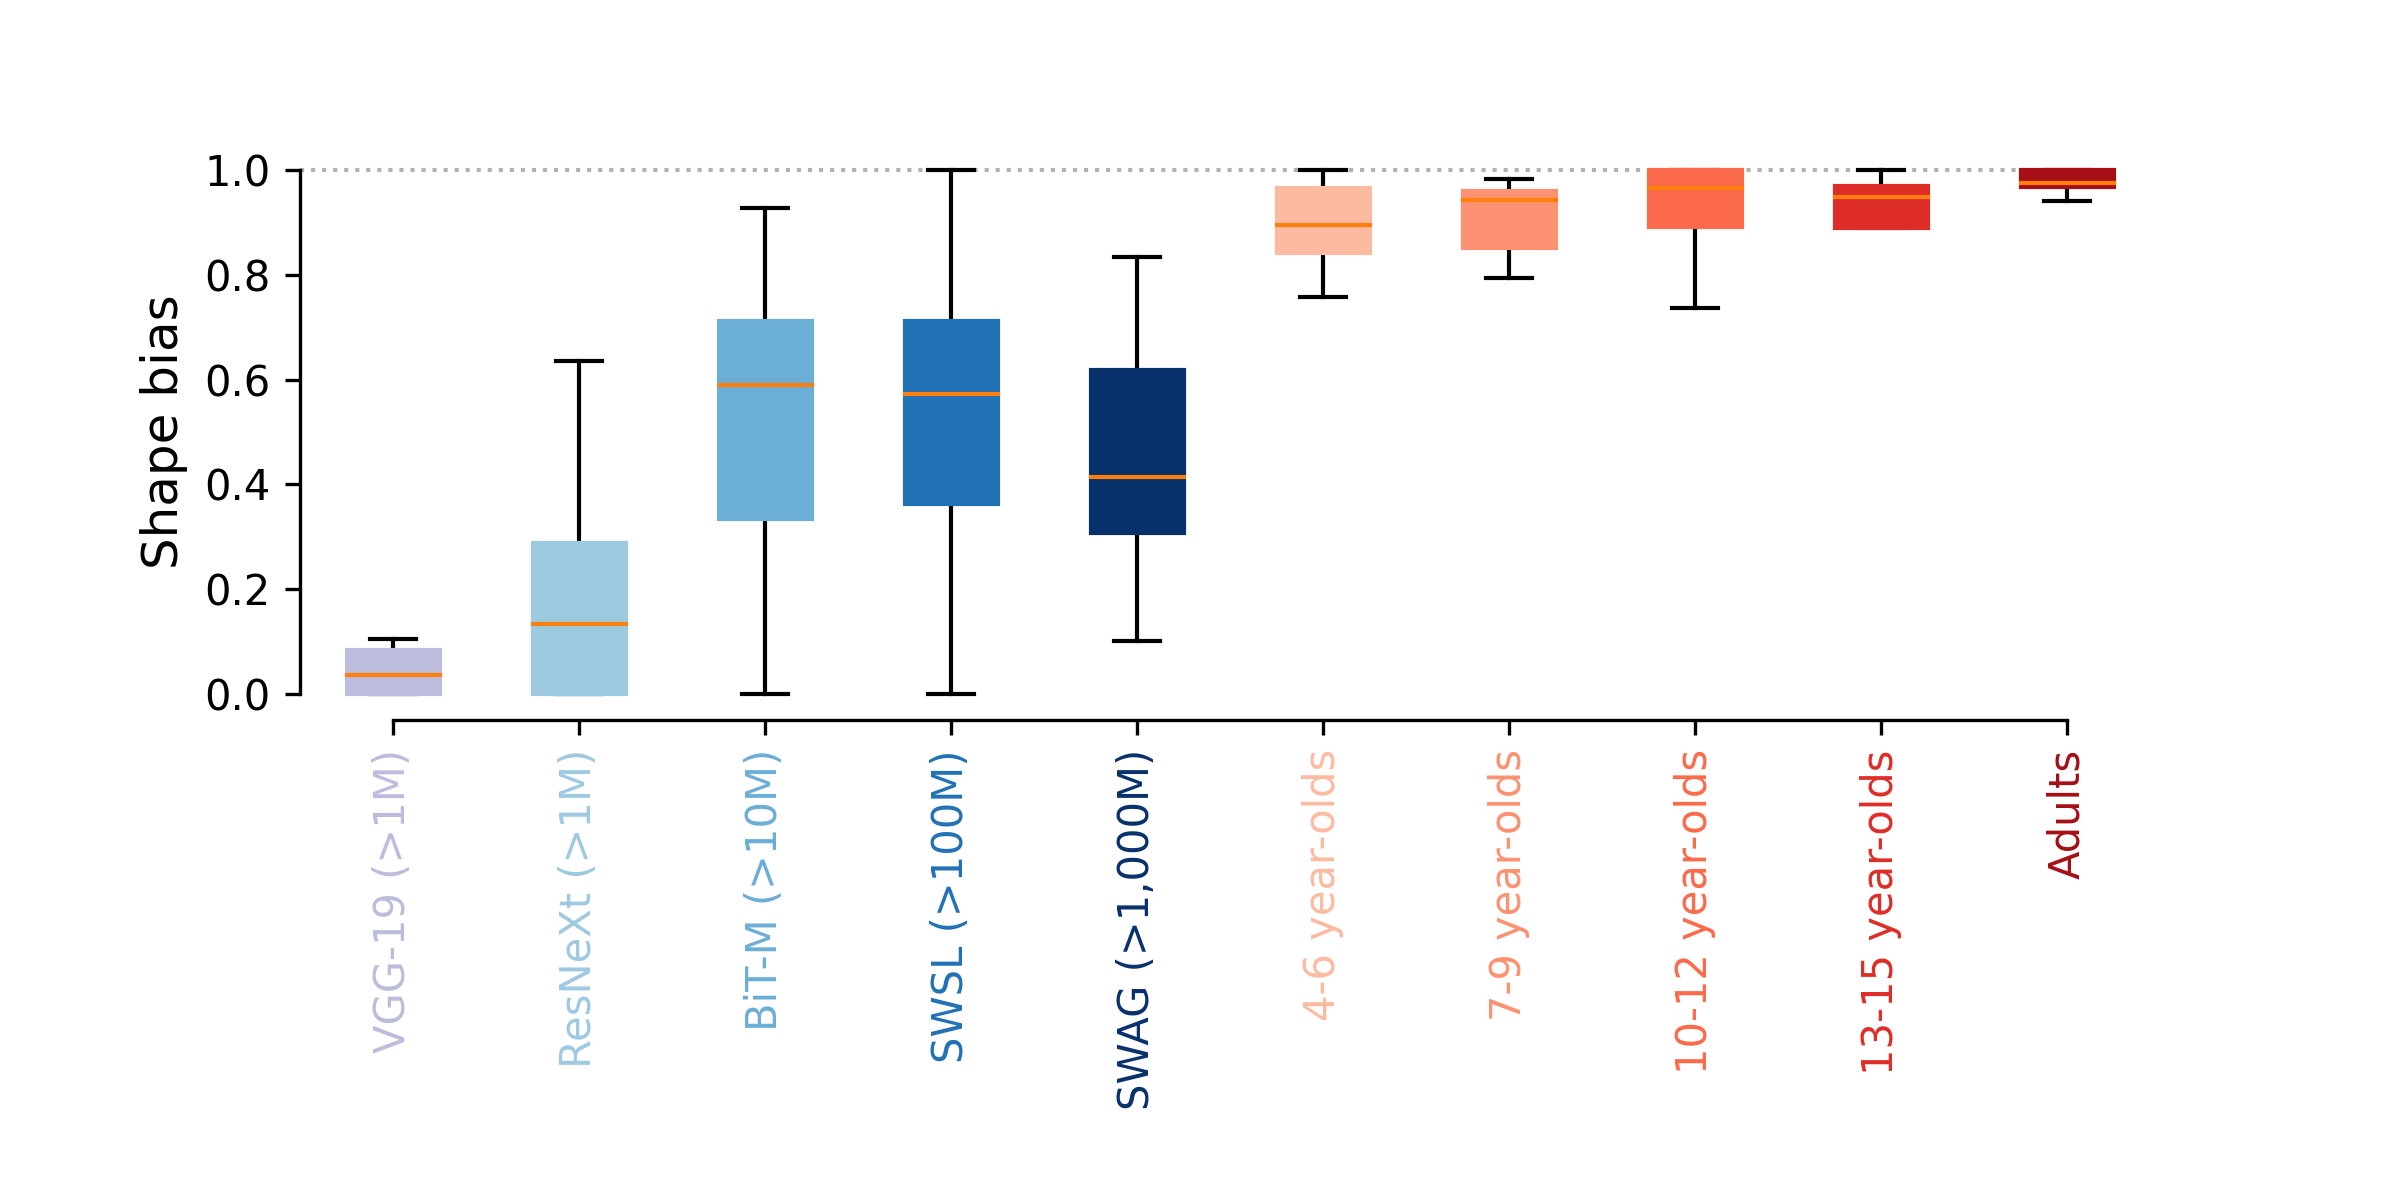 Shape bias
1.0
0.8
0.6
0.4
0.2
0.0
VGG-19 (>1M)
ResNeXt (>1M)
BiT-M (>10M)
SWSL (>100M)
SWAG (>1,000M)
4-6 year-olds
7-9 year-olds
10-12 year-olds
13-15 year-olds
Adults